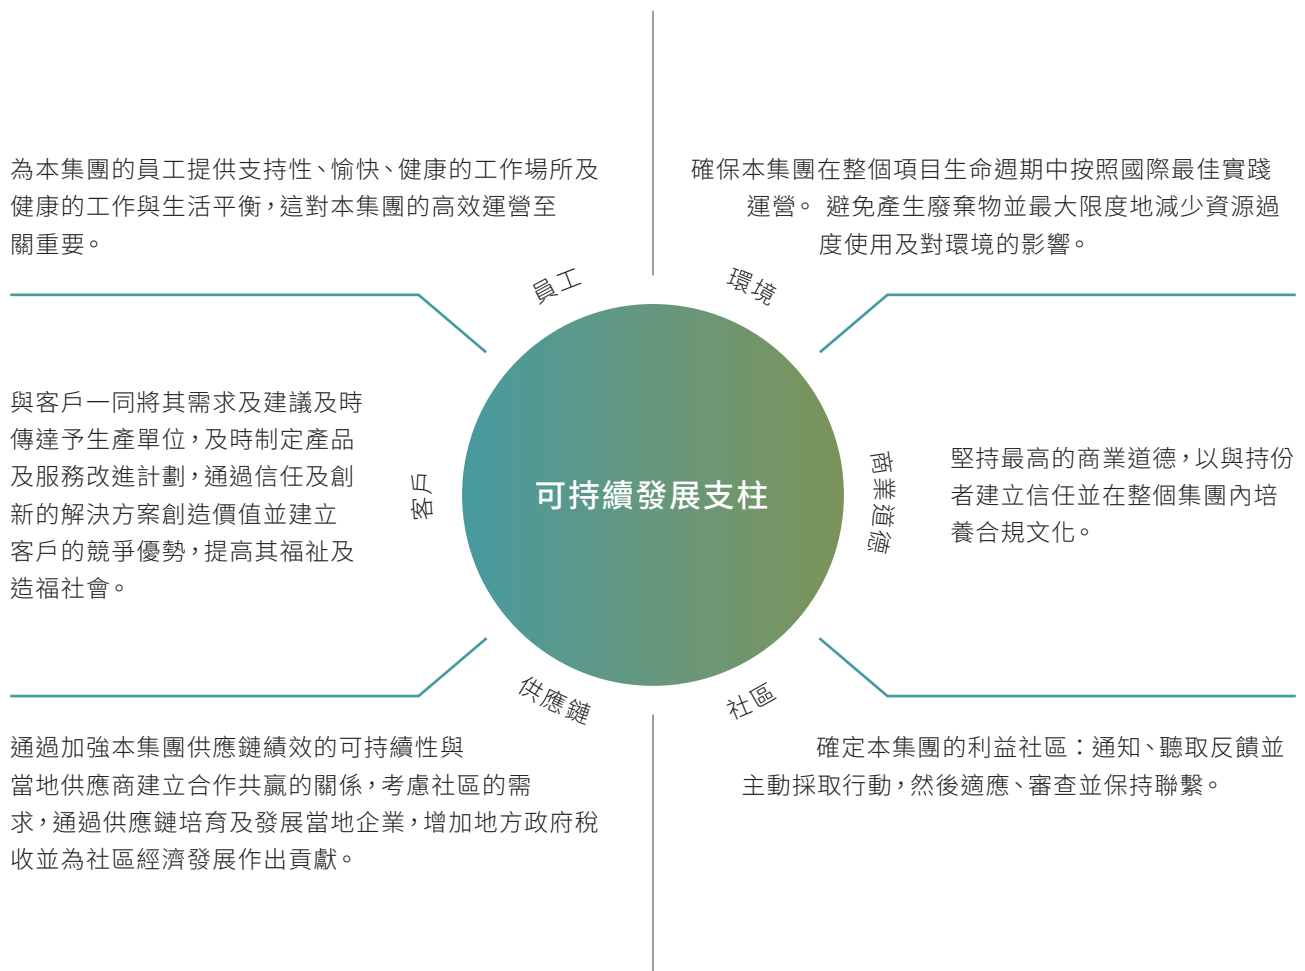 為本集團的員工提供支持性、愉快、健康的工作場所及
健康的工作與生活平衡，這對本集團的高效運營至
關重要。
確保本集團在整個項目生命週期中按照國際最佳實踐
運營。 避免產生廢棄物並最大限度地減少資源過
度使用及對環境的影響。
員工
環境
與客戶一同將其需求及建議及時
傳達予生產單位，及時制定產品
及服務改進計劃，通過信任及創
新的解決方案創造價值並建立
客戶的競爭優勢，提高其福祉及
造福社會。
客戶
可持續發展支柱
商業道德
堅持最高的商業道德，以與持份
者建立信任並在整個集團內培
養合規文化。
供應鏈
社區
通過加強本集團供應鏈績效的可持續性與
當地供應商建立合作共贏的關係，考慮社區的需
求，通過供應鏈培育及發展當地企業，增加地方政府稅
收並為社區經濟發展作出貢獻。
確定本集團的利益社區：通知、聽取反饋並
主動採取行動，然後適應、審查並保持聯繫。